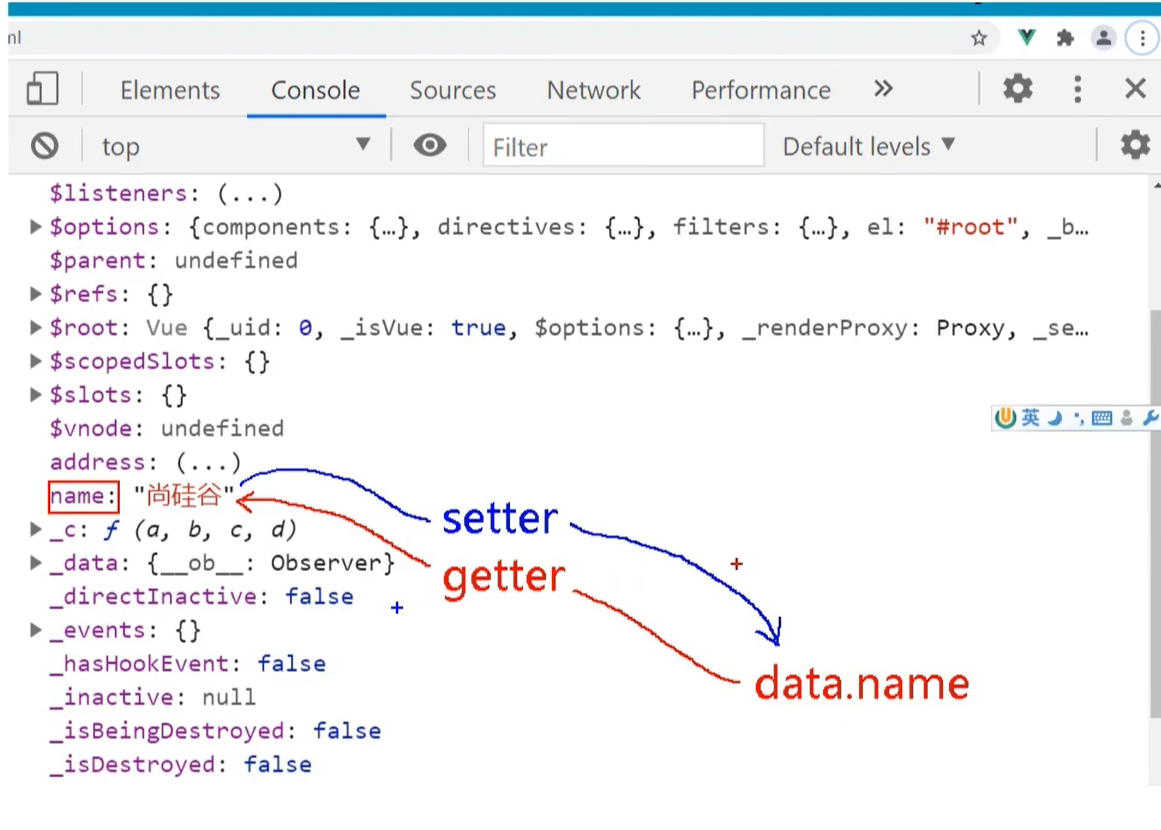 nl
Elements Console Sources Network Performance »
top Filter Default levels
$listeners: (...)
$options: {components: {…}, directives: {…}, filters: {…}, el: "#root", _b…
$parent: undefined
$refs: {}
$root: Vue {_uid: 0, _isVue: true, $options: {…}, _renderProxy: Proxy, _se…
$scopedSlots: {}
$slots: {}
$vnode: undefined
英
address: (...)
name: "尚硅谷"
setter
_c: ƒ (a, b, c, d)
_data: {__ob__: Observer}
getter
_directInactive: false
_events: {}
_hasHookEvent: false
data.name
_inactive: null
_isBeingDestroyed: false
_isDestroyed: false